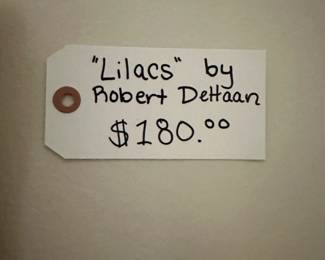 "Lilacs" by
Robert DeHaan
$180.00